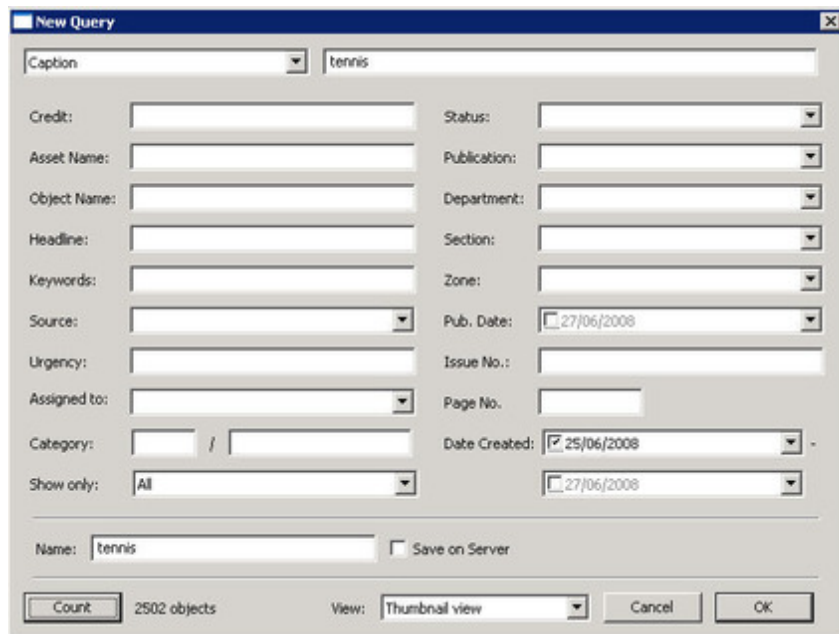 New Query
Caption tennis
Credit: Status:
Asset Name: Publication:
Object Name: Department:
Headline: Section:
Keywords: Zone:
Source: Pub. Date: 27/06/2008
Urgency: Issue No.:
Assigned to: Page No.
Category: / Date Created: 25/06/2008 -
Show only: All 27/06/2008
Name: tennis Save on Server
Count 2502 objects View: Thumbnail view Cancel OK